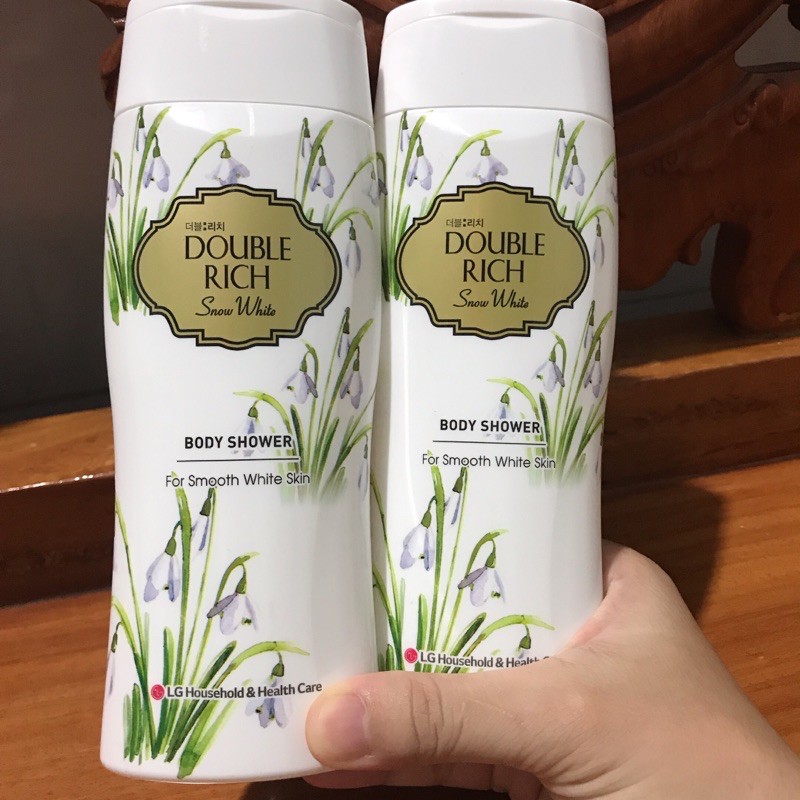 더블:리치
DOUBLE
RICH
Snow White
BODY SHOWER
For Smooth White Skin
LG Household & Health Care
더블:리치
DOUBLE
RICH
Snow White
BODY SHOWER
For Smooth White Skin
LG Household & Health